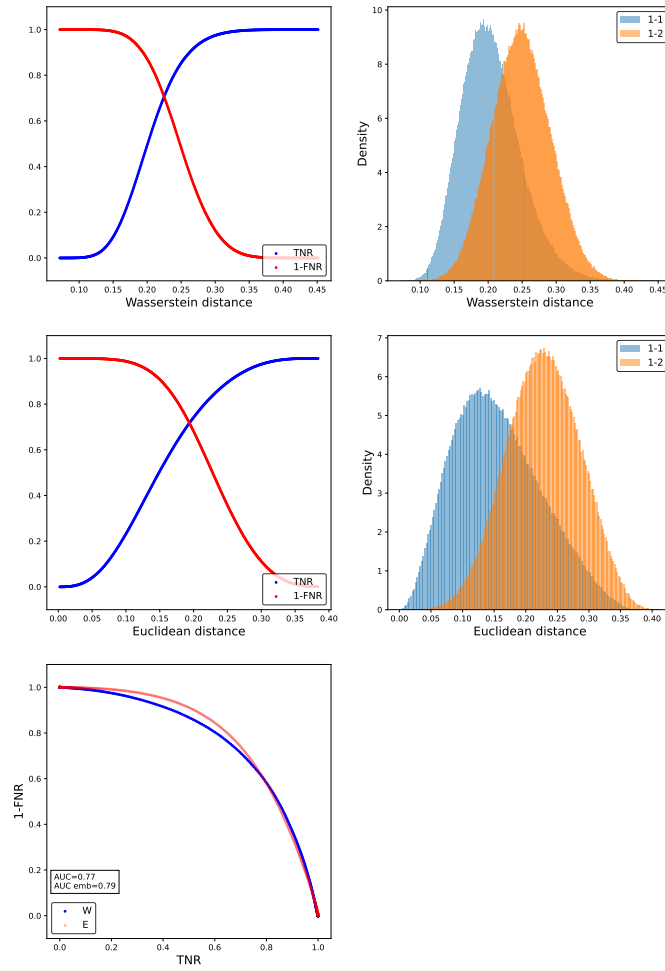 1.0
0.8
0.6
0.4
0.2
0.0
0.10 0.15 0.20 0.25 0.30 0.35 0.40 0.45
Wasserstein distance
TNR
1-FNR
10
8
6
4
2
0
Density
0.10 0.15 0.20 0.25 0.30 0.35 0.40 0.45
Wasserstein distance
1-1
1-2
1.0
0.8
0.6
0.4
0.2
0.0
0.00 0.05 0.10 0.15 0.20 0.25 0.30 0.35 0.40
Euclidean distance
TNR
1-FNR
7
6
5
4
3
2
1
0
Density
0.00 0.05 0.10 0.15 0.20 0.25 0.30 0.35 0.40
Euclidean distance
1-1
1-2
1.0
0.8
0.6
0.4
0.2
0.0
1-FNR
AUC=0.77
AUC emb=0.79
W
E
0.0 0.2 0.4 0.6 0.8 1.0
TNR